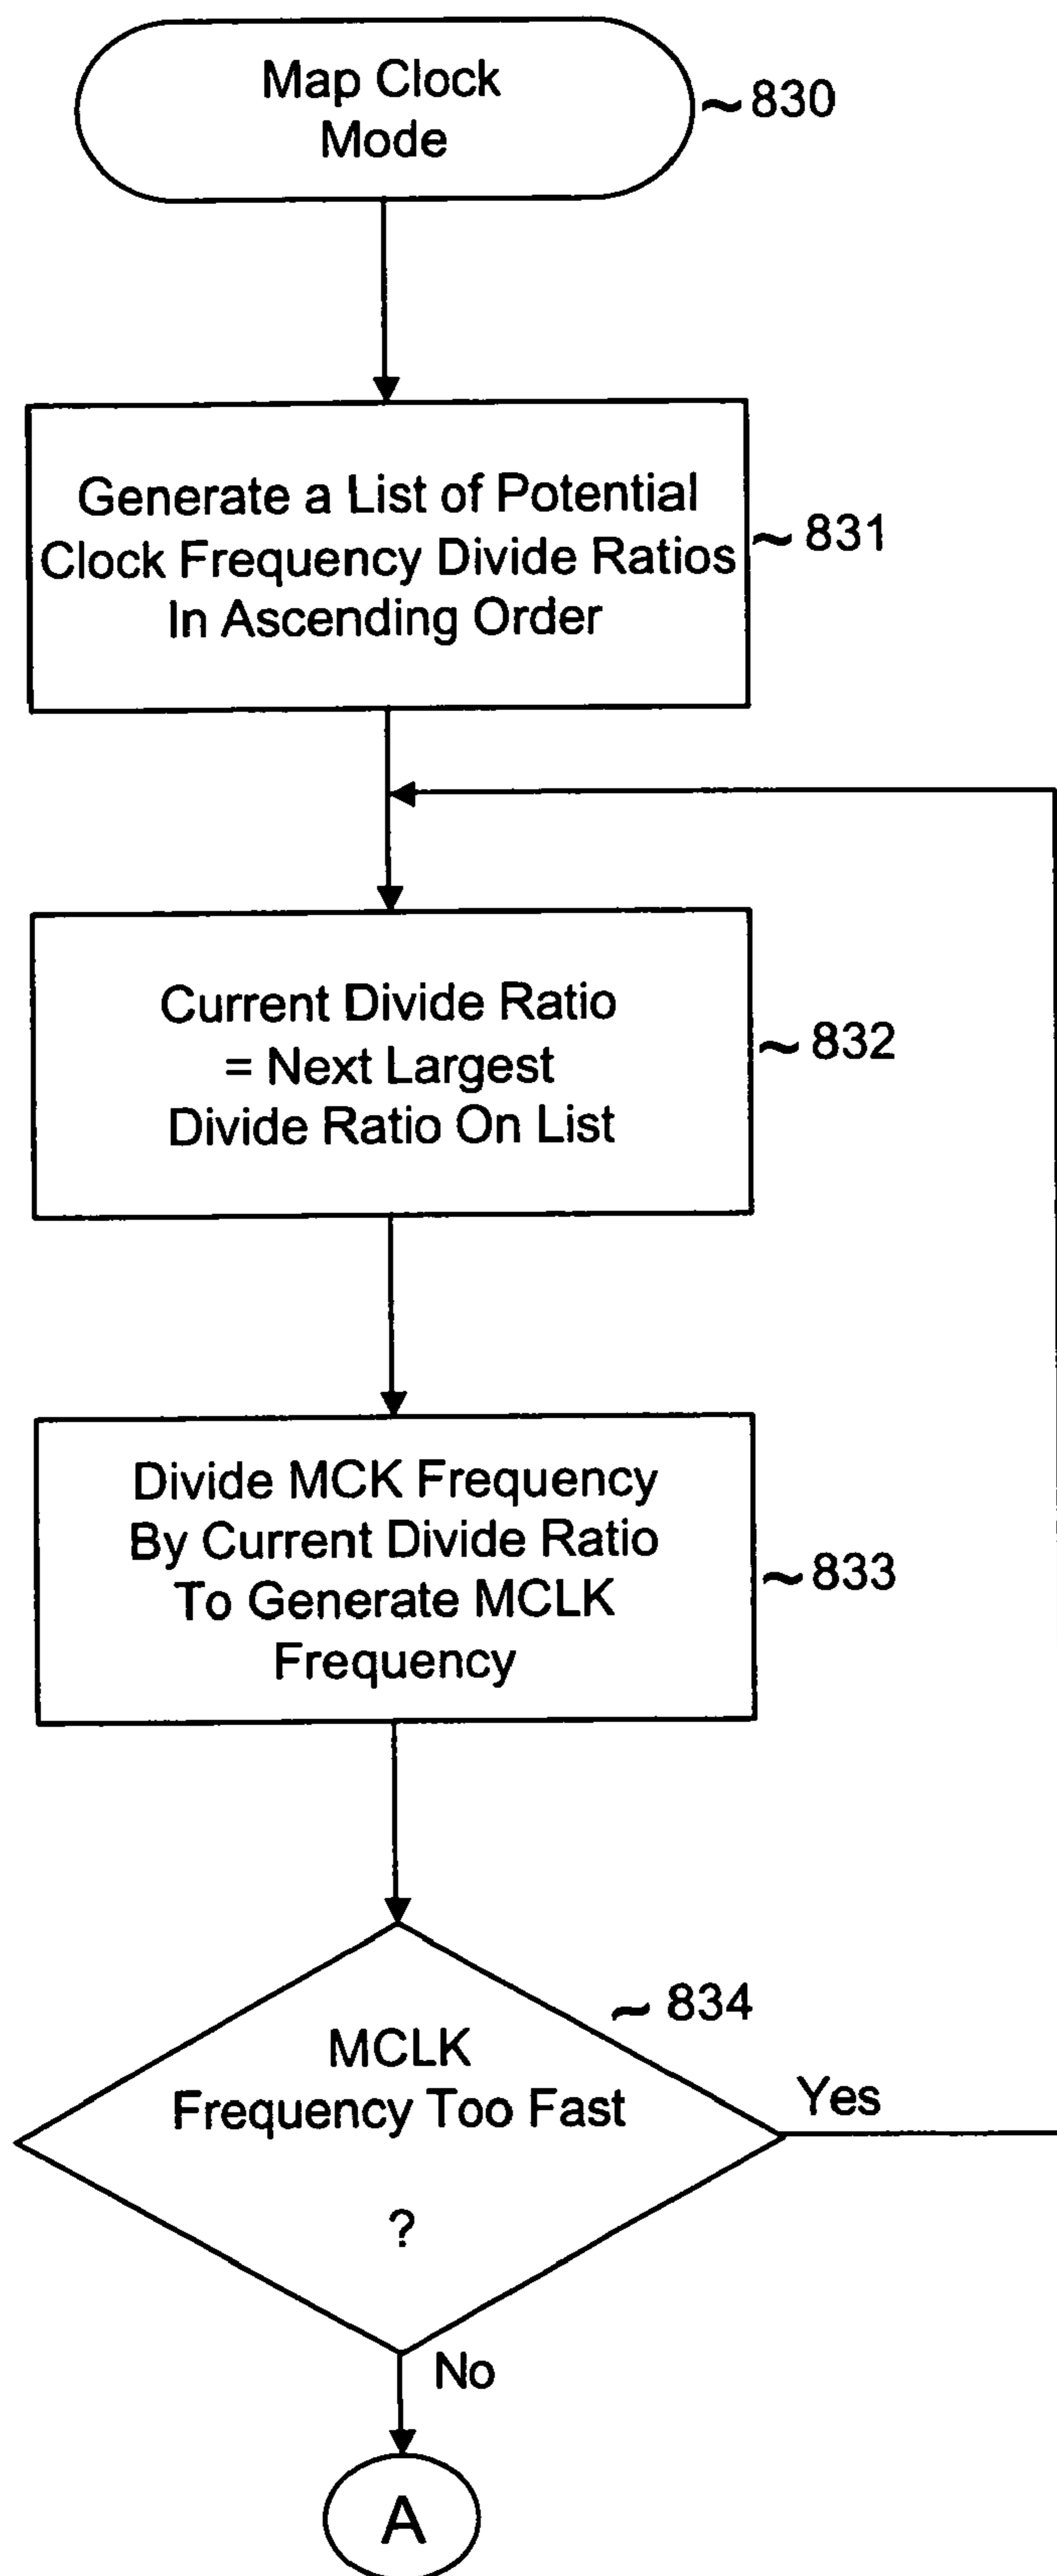 Map Clock
Mode
~830
Generate a List of Potential
Clock Frequency Divide Ratios
In Ascending Order
~831
Current Divide Ratio
= Next Largest
Divide Ratio On List
~832
Divide MCK Frequency
By Current Divide Ratio
To Generate MCLK
Frequency
~833
~ 834
MCLK
Frequency Too Fast
?
Yes
No
A